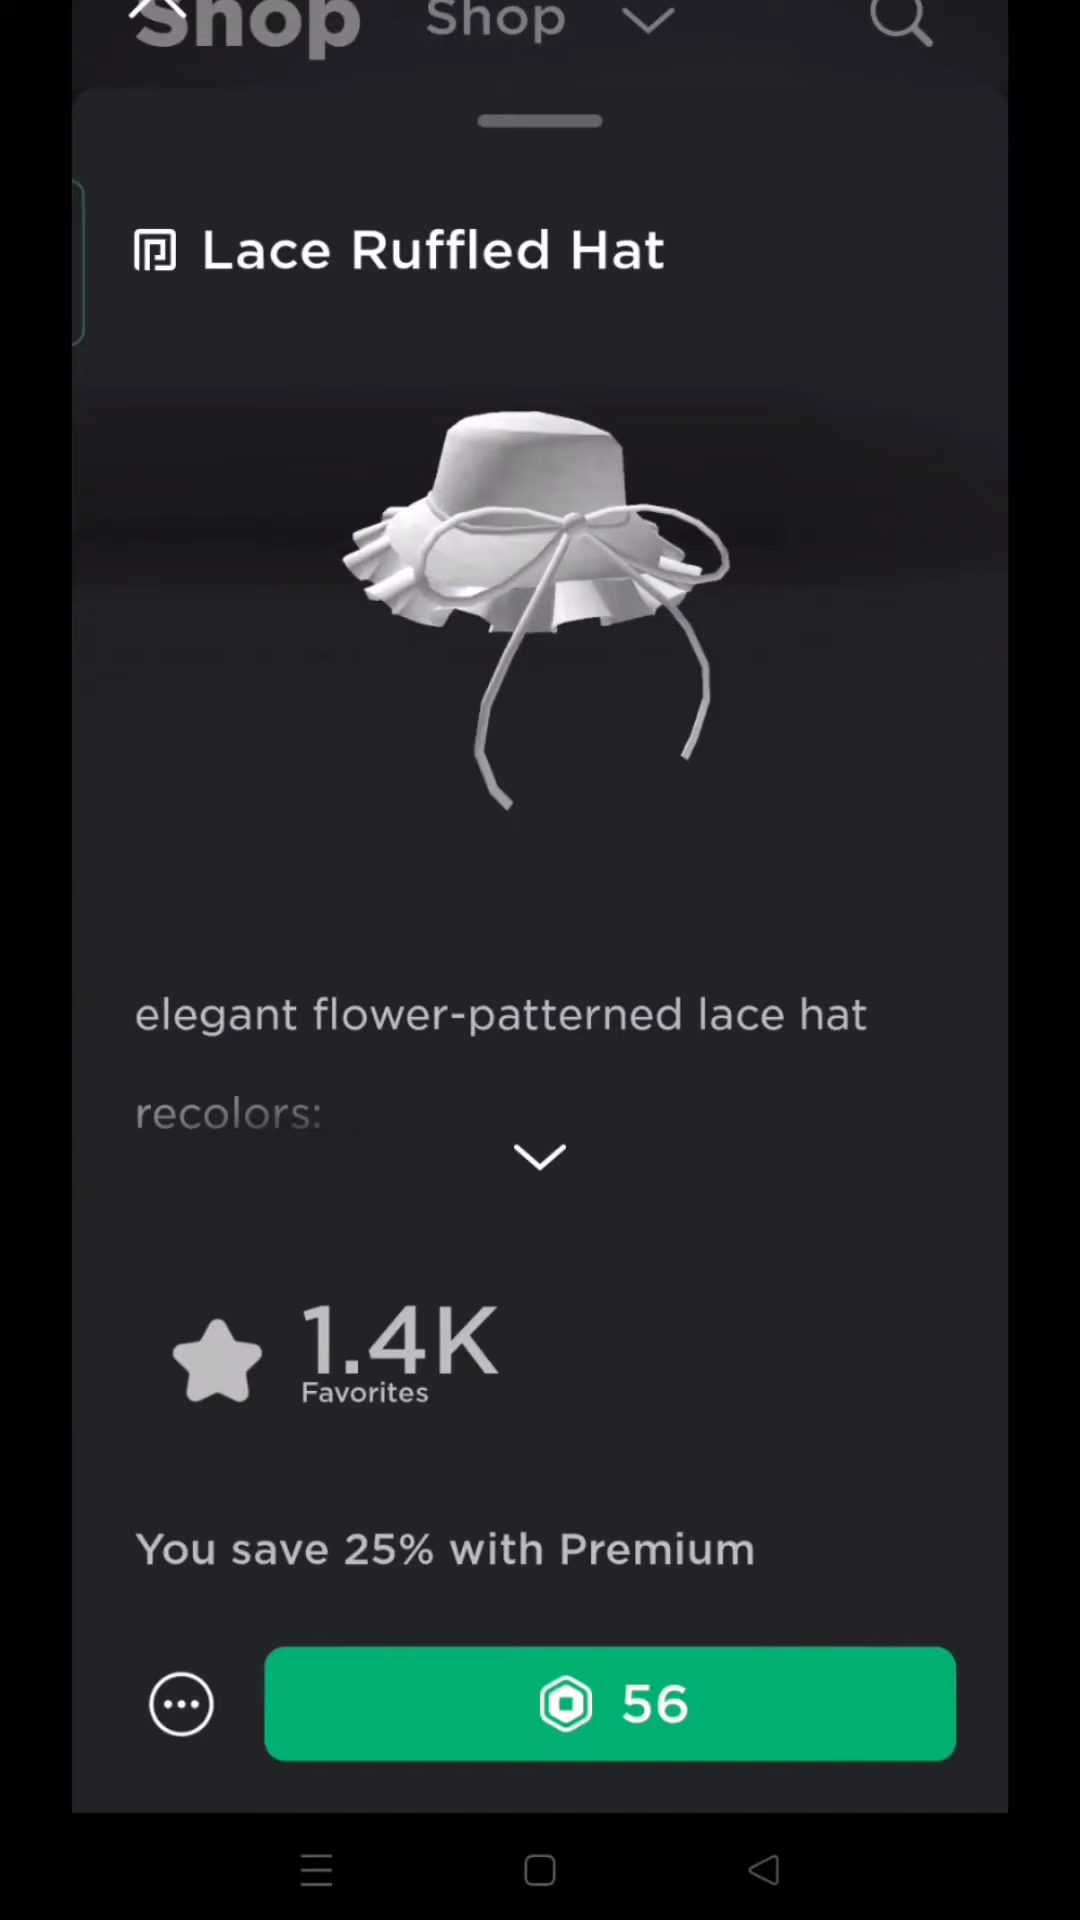 Shop
Shop
Lace Ruffled Hat
elegant flower-patterned lace hat
recolors:
1.4K
Favorites
You save 25% with Premium
56